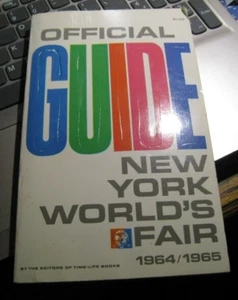 OFFICIAL
GUIDE
NEW
YORK
WORLD'S
FAIR
1964/1965
BY THE EDITORS OF TIME-LIFE BOOKS